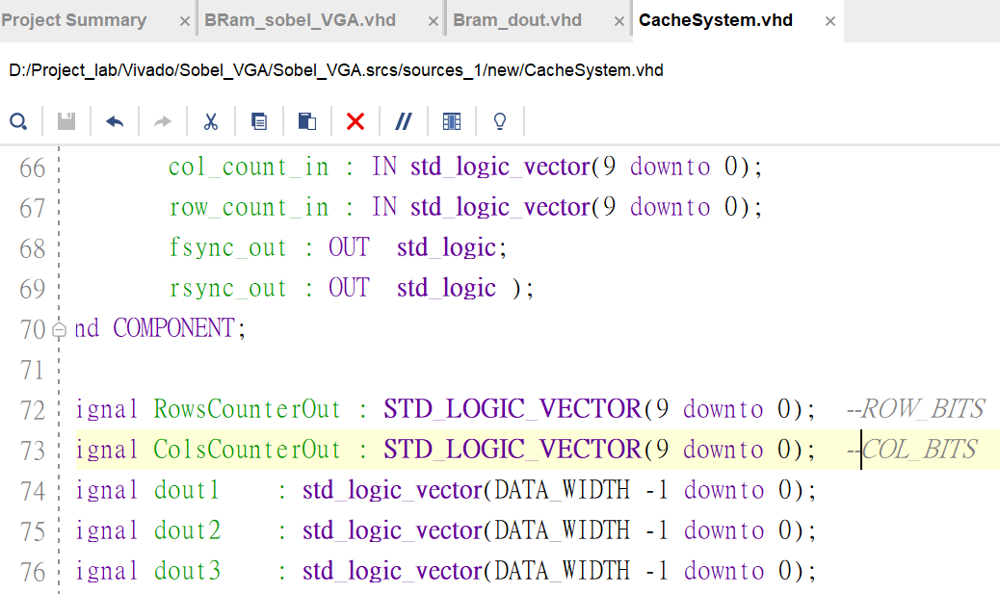 Project Summary × BRam_sobel_VGA.vhd × Bram_dout.vhd × CacheSystem.vhd ×
D:/Project_lab/Vivado/Sobel_VGA/Sobel_VGA.srcs/sources_1/new/CacheSystem.vhd
66 col_count_in : IN std_logic_vector(9 downto 0);
67 row_count_in : IN std_logic_vector(9 downto 0);
68 fsync_out : OUT std_logic;
69 rsync_out : OUT std_logic );
70 nd COMPONENT;
71
72 ignal RowsCounterOut : STD_LOGIC_VECTOR(9 downto 0); --ROW_BITS
73 ignal ColsCounterOut : STD_LOGIC_VECTOR(9 downto 0); --COL_BITS
74 ignal dout1 : std_logic_vector(DATA_WIDTH -1 downto 0);
75 ignal dout2 : std_logic_vector(DATA_WIDTH -1 downto 0);
76 ignal dout3 : std_logic_vector(DATA_WIDTH -1 downto 0);